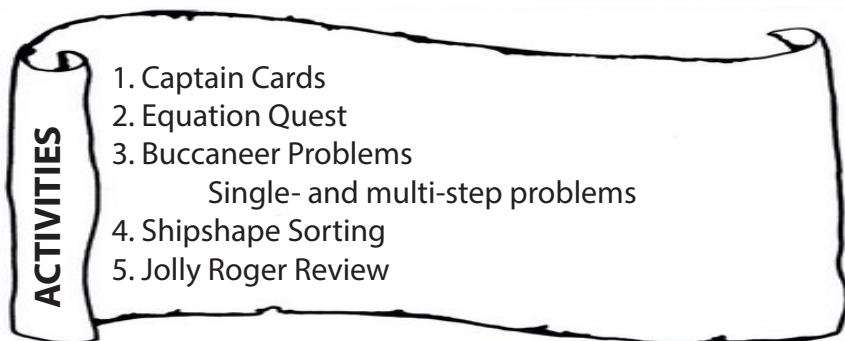 ACTIVITIES
1. Captain Cards
2. Equation Quest
3. Buccaneer Problems
Single- and multi-step problems
4. Shipshape Sorting
5. Jolly Roger Review